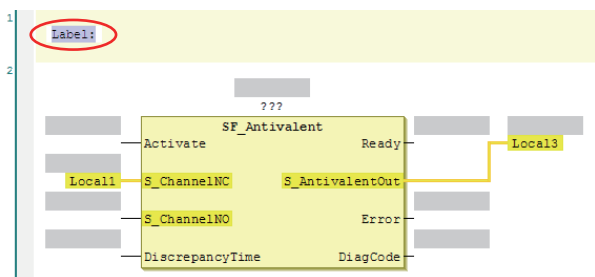 1
Label:
2
???
SF_Antivalent
Activate Ready Local3
Local1 S_ChannelNC S_AntivalentOut
S_ChannelNO Error
DiscrepancyTime DiagCode